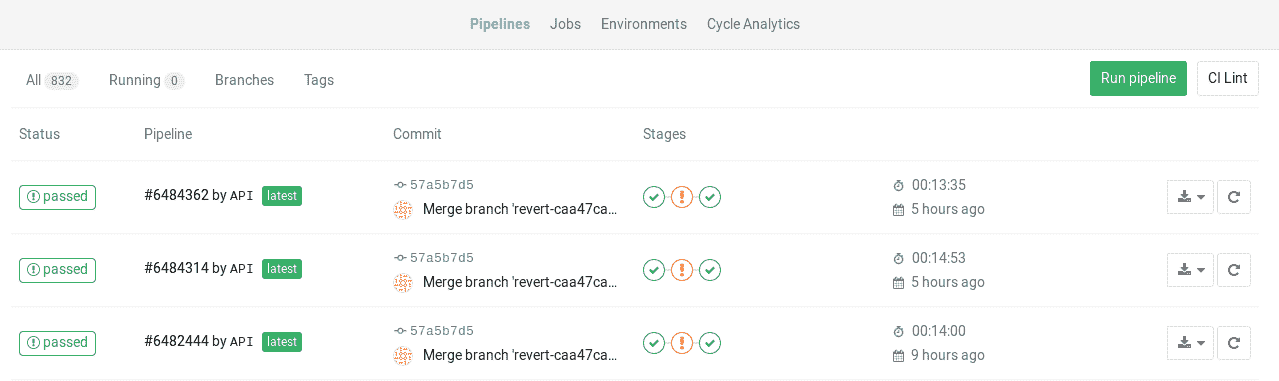 Pipelines Jobs Environments Cycle Analytics
All 832 Running 0 Branches Tags Run pipeline CI Lint
Status Pipeline Commit Stages
57a5b7d5 00:13:35
passed #6484362 by API latest
Merge branch 'revert-caa47ca... 5 hours ago
57a5b7d5 00:14:53
passed #6484314 by API latest
Merge branch 'revert-caa47ca... 5 hours ago
57a5b7d5 00:14:00
passed #6482444 by API latest
Merge branch 'revert-caa47ca... 9 hours ago